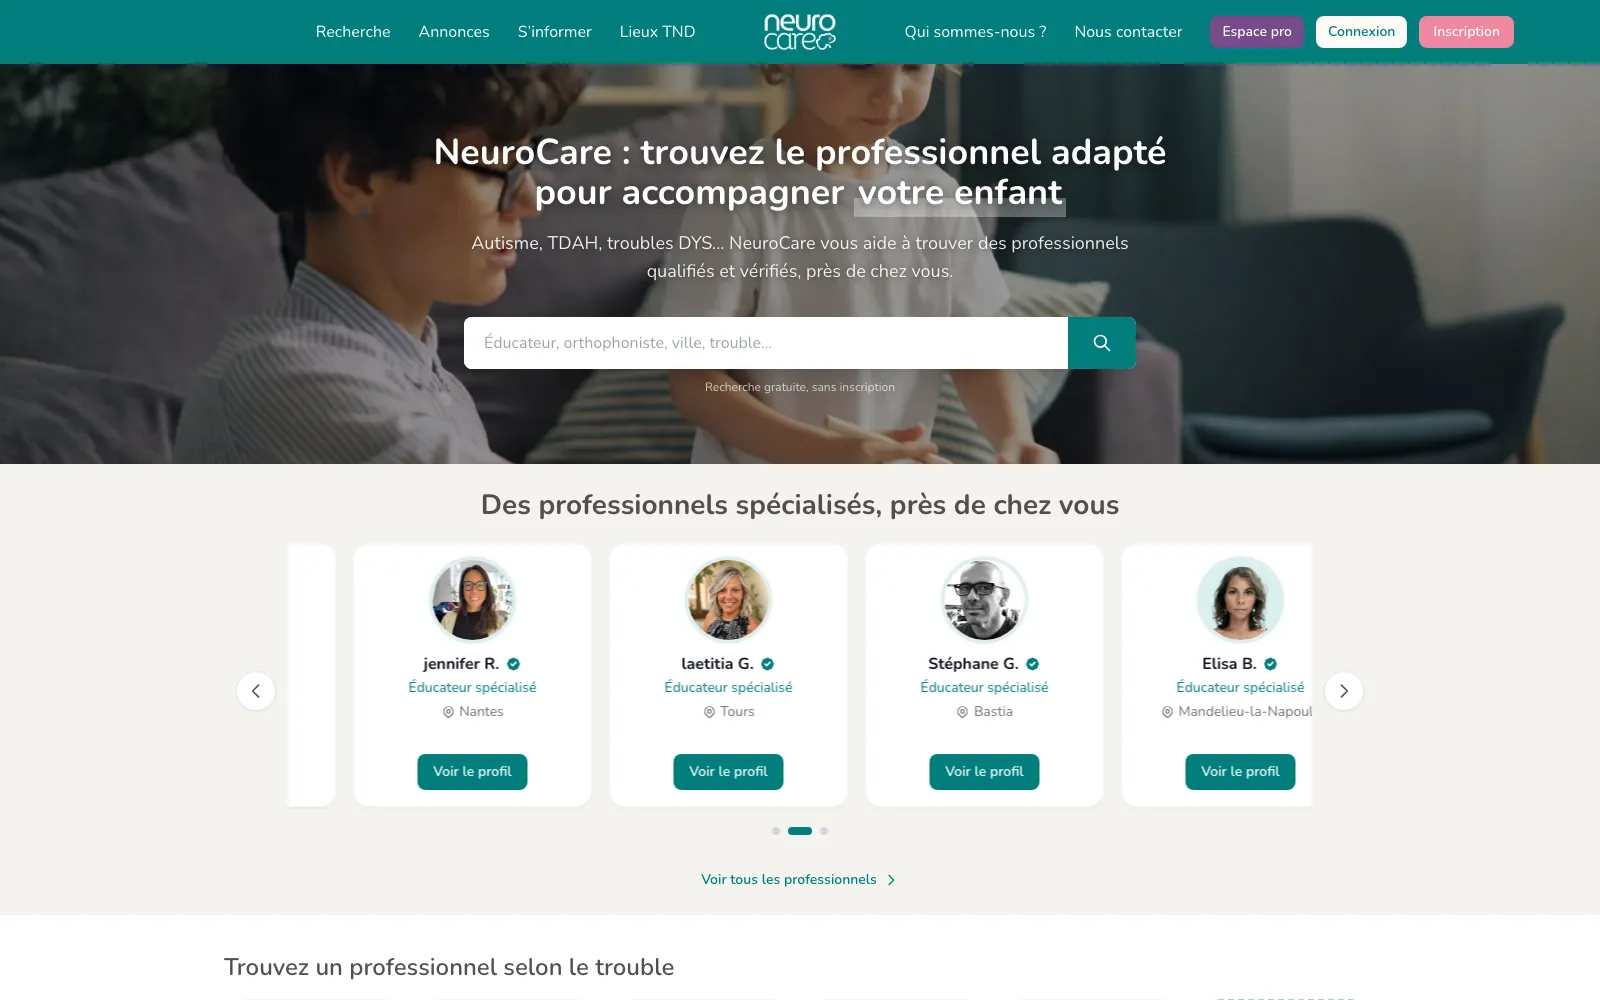 Recherche
Annonces
S'informer
Lieux TND
neuro
care
Qui sommes-nous ?
Nous contacter
Espace pro
Connexion
Inscription
NeuroCare : trouvez le professionnel adapté
pour accompagner votre enfant
Autisme, TDAH, troubles DYS... NeuroCare vous aide à trouver des professionnels
qualifiés et vérifiés, près de chez vous.
Éducateur, orthophoniste, ville, trouble...
Recherche gratuite, sans inscription
Des professionnels spécialisés, près de chez vous
jennifer R.
Éducateur spécialisé
Nantes
Voir le profil
laetitia G.
Éducateur spécialisé
Tours
Voir le profil
Stéphane G.
Éducateur spécialisé
Bastia
Voir le profil
Elisa B.
Éducateur spécialisé
Mandelieu-la-Napoul
Voir le profil
Voir tous les professionnels
Trouvez un professionnel selon le trouble